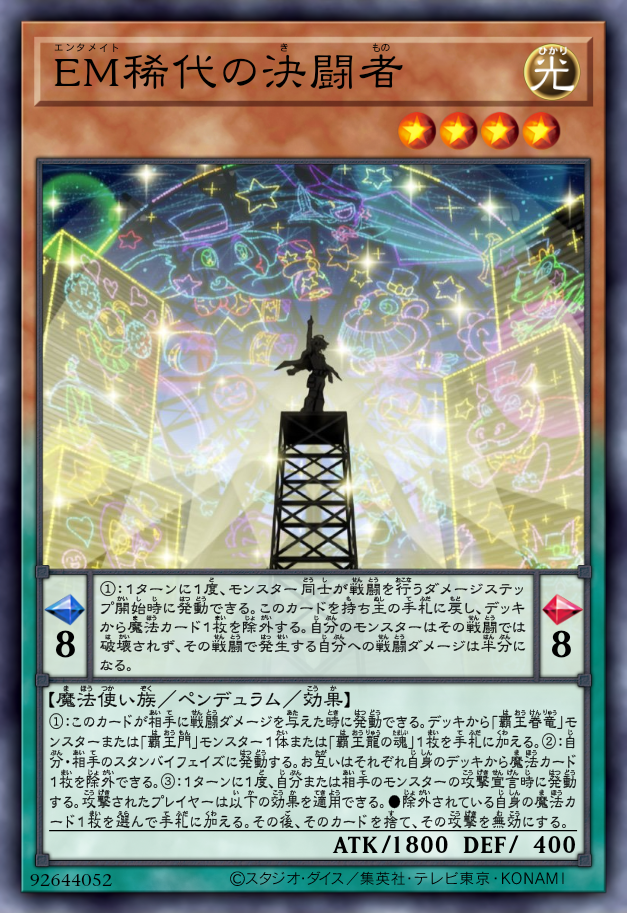 EM稀代の決闘者
光
8
①:1ターンに1度、モンスター同士が戦闘を行うダメージステッ
プ開始時に発動できる。このカードを持ち主の手札に戻し、デッキ
から魔法カード1枚を除外する。自分のモンスターはその戦闘では
破壊されず、その戦闘で発生する自分への戦闘ダメージは半分に
なる。
8
【魔法使い族／ペンデュラム／効果】
①:このカードが相手に戦闘ダメージを与えた時に発動できる。デッキから「覇王眷竜」モ
ンスターまたは「覇王門」モンスター1体または「覇王龍の魂」1枚を手札に加える。②:自
分・相手のスタンバイフェイズに発動する。お互いはそれぞれ自身のデッキから魔法カード
1枚を除外できる。③:1ターンに1度、自分または相手のモンスターの攻撃宣言時に発動
する。攻撃されたプレイヤーは以下の効果を適用できる。●除外されている自身の魔法カ
ード1枚を選んで手札に加える。その後、そのカードを捨て、その攻撃を無効にする。
ATK/1800 DEF/ 400
92644052 ©スタジオ・ダイス／集英社・テレビ東京・KONAMI